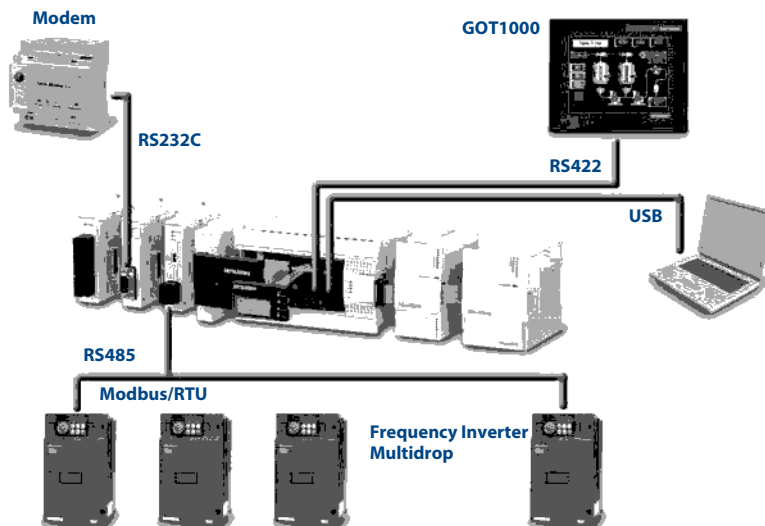 Modem
GOT1000
RS232C
RS422
USB
RS485
Modbus/RTU
Frequency Inverter
Multidrop